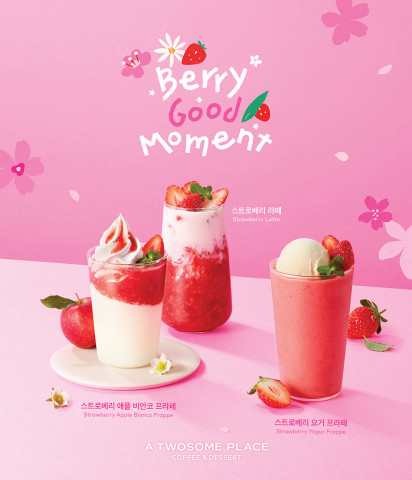 Berry
Good
Moment
스트로베리 라떼
Strawberry Latte
스트로베리 애플 비안코 프라페
Strawberry Apple Bianco Frappe
스트로베리 요거 프라페
Strawberry Yogur Frappe
A TWOSOME PLACE
COFFEE & DESSERT